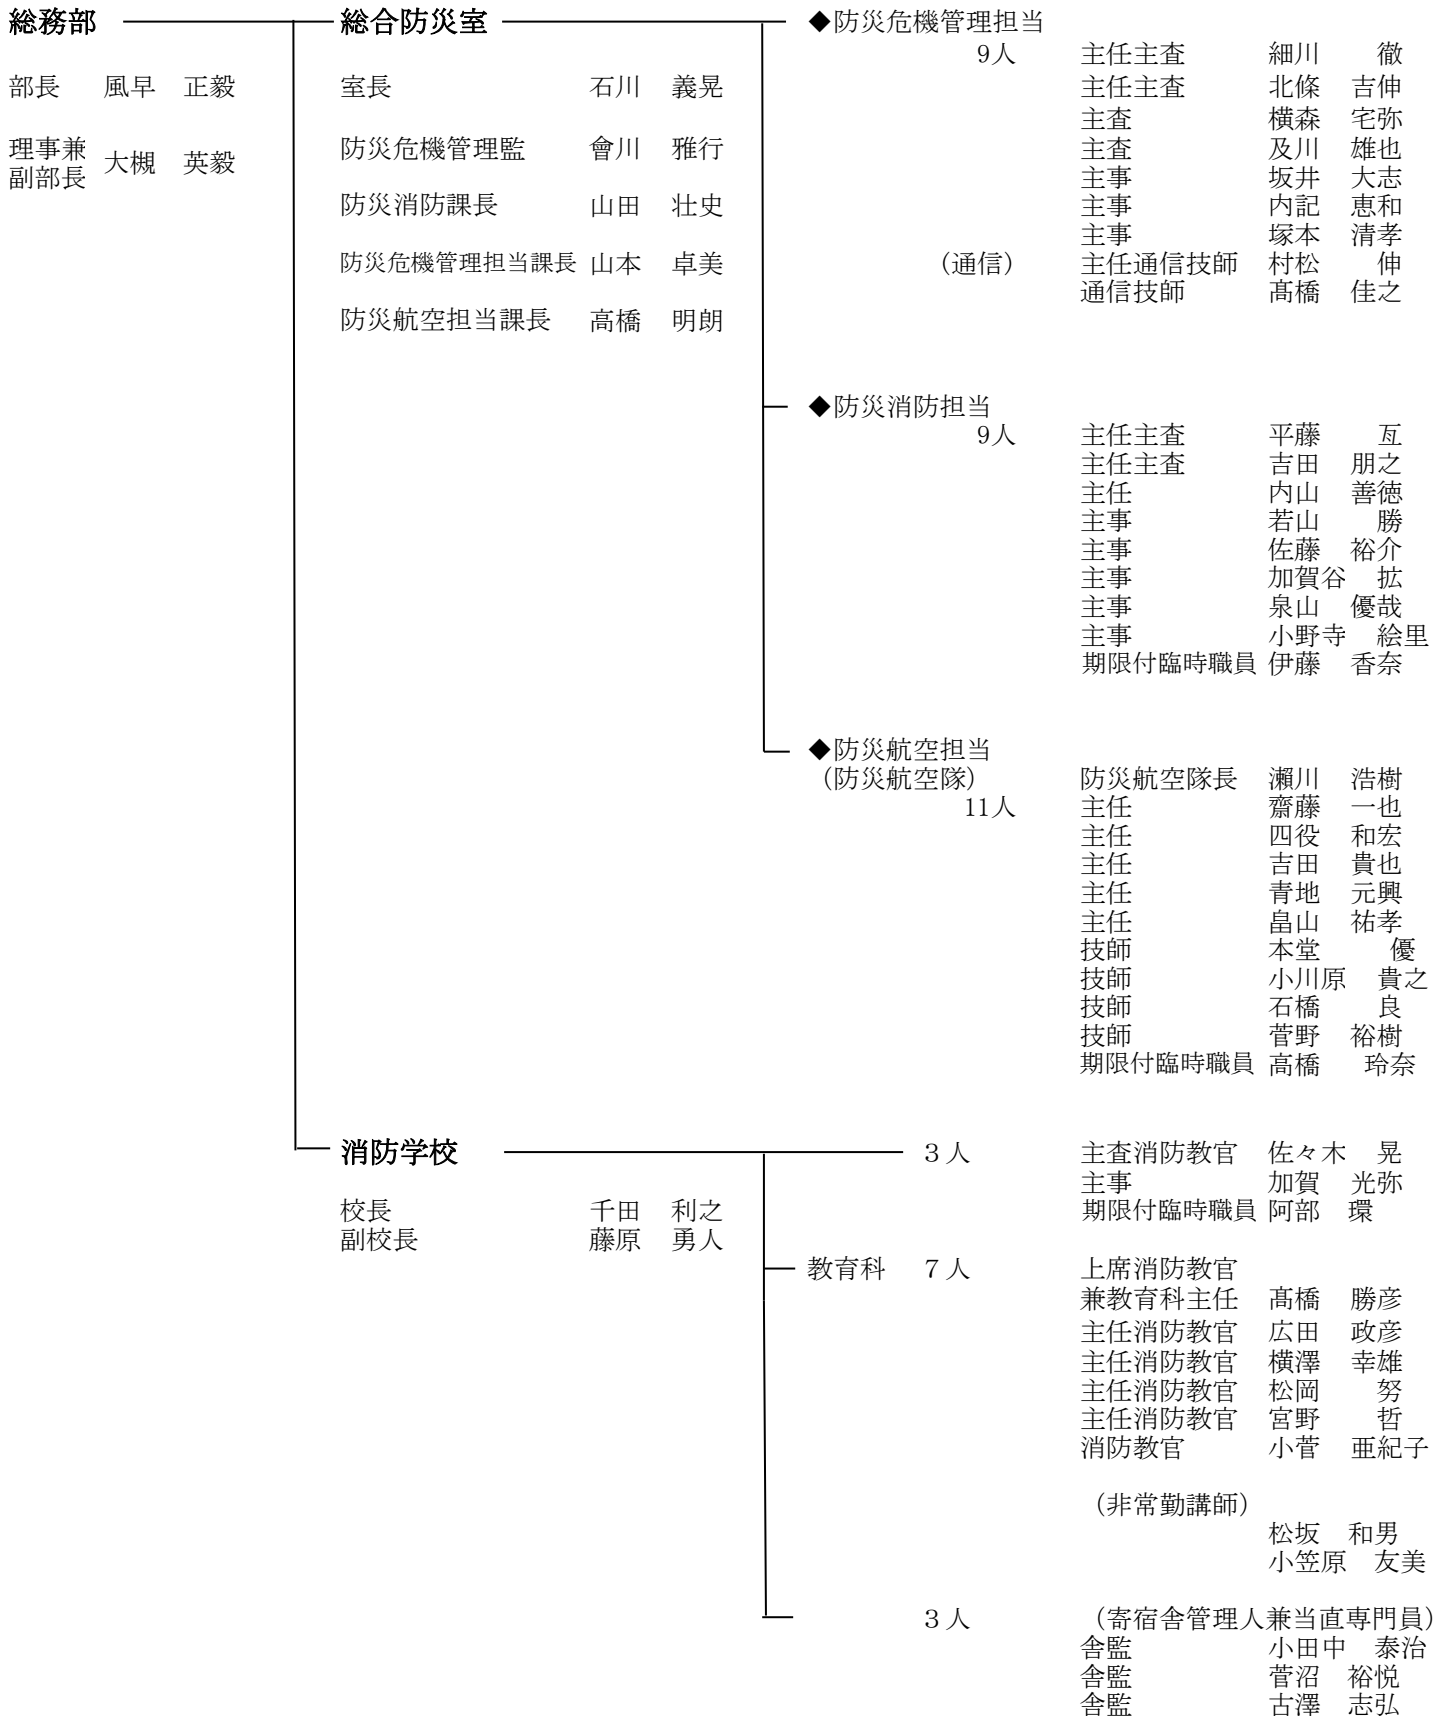 総務部 総合防災室 ◆防災危機管理担当
9人 主任主査 細川 徹
部長 風早 正毅 室長 石川 義晃 主任主査 北條 吉伸
主査 横森 宅弥
理事兼 副部長 大槻 英毅 防災危機管理監 會川 雅行 主査 及川 雄也
主事 坂井 大志
防災消防課長 山田 壮史 主事 内記 恵和
主事 塚本 清孝
防災危機管理担当課長 山本 卓美 (通信) 主任通信技師 村松 伸
通信技師 髙橋 佳之
防災航空担当課長 高橋 明朗
◆防災消防担当
9人 主任主査 平藤 亙
主任主査 吉田 朋之
主任 内山 善徳
主事 若山 勝
主事 佐藤 裕介
主事 加賀谷 拡
主事 泉山 優哉
主事 小野寺 絵里
期限付臨時職員 伊藤 香奈
◆防災航空担当
(防災航空隊) 防災航空隊長 瀨川 浩樹
11人 主任 齋藤 一也
主任 四役 和宏
主任 吉田 貴也
主任 青地 元興
主任 畠山 祐孝
技師 本堂 優
技師 小川原 貴之
技師 石橋 良
技師 菅野 裕樹
期限付臨時職員 高橋 玲奈
消防学校 3人 主査消防教官 佐々木 晃
主事 加賀 光弥
校長 千田 利之 期限付臨時職員 阿部 環
副校長 藤原 勇人
教育科 7人 上席消防教官
兼教育科主任 髙橋 勝彦
主任消防教官 広田 政彦
主任消防教官 横澤 幸雄
主任消防教官 松岡 努
主任消防教官 宮野 哲
消防教官 小菅 亜紀子
(非常勤講師)
松坂 和男
小笠原 友美
3人 (寄宿舎管理人兼当直専門員)
舎監 小田中 泰治
舎監 菅沼 裕悦
舎監 古澤 志弘